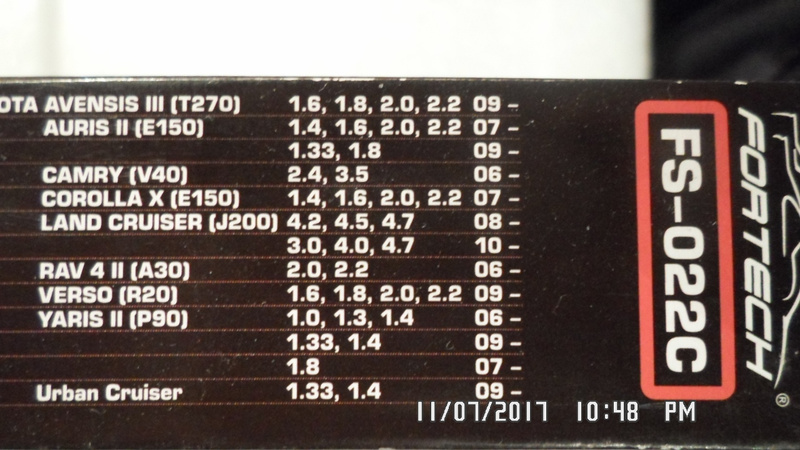 OTA AVENSIS III (T270) 1.6, 1.8, 2.0, 2.2 09 –
AURIS II (E150) 1.4, 1.6, 2.0, 2.2 07 –
1.33, 1.8 09 –
CAMRY (V40) 2.4, 3.5 06 –
COROLLA X (E150) 1.4, 1.6, 2.0, 2.2 07 –
LAND CRUISER (J200) 4.2, 4.5, 4.7 08 –
3.0, 4.0, 4.7 10 –
RAV 4 II (A30) 2.0, 2.2 06 –
VERSO (R20) 1.6, 1.8, 2.0, 2.2 09 –
YARIS II (P90) 1.0, 1.3, 1.4 06 –
1.33, 1.4 09 –
1.8 07 –
Urban Cruiser 1.33, 1.4 09 –
FS-022C
FORTECH®
11/07/2017 10:48 PM